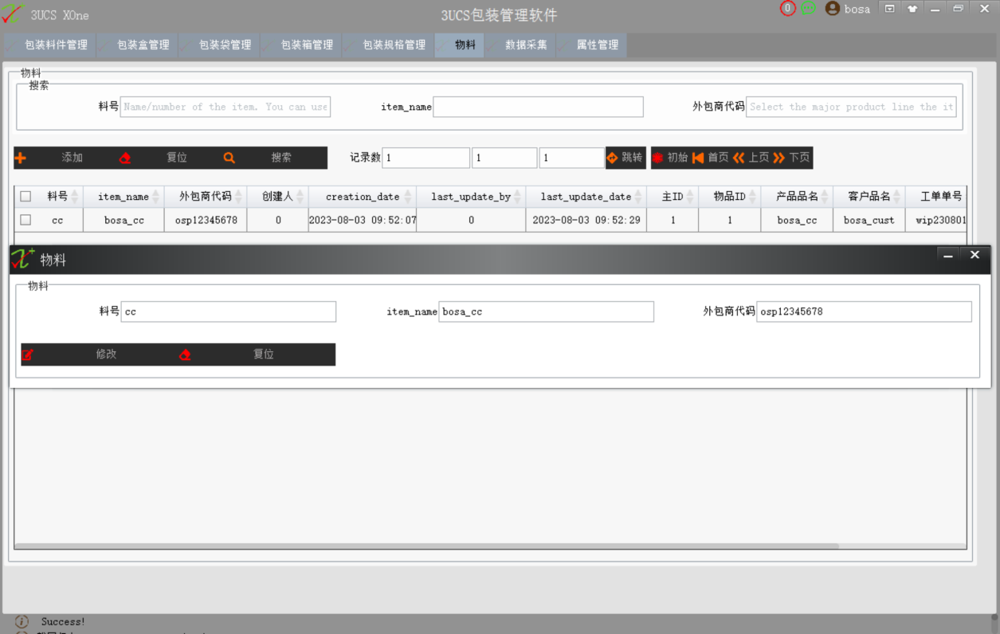 3UCS XOne
3UCS包装管理软件
0 bosa
包装料件管理 包装盒管理 包装袋管理 包装箱管理 包装规格管理 物料 数据采集 属性管理
物料
搜索
料号 Name/number of the item. You can use item_name 外包商代码 Select the major product line the it
添加 复位 搜索 记录数 1 1 1 跳转 初始 首页 上页 下页
料号 item_name 外包商代码 创建人 creation_date last_update_by last_update_date 主ID 物品ID 产品品名 客户品名 工单单号
cc bosa_cc osp12345678 0 2023-08-03 09:52:07 0 2023-08-03 09:52:29 1 1 bosa_cc bosa_cust wip230801
物料
物料
料号 cc item_name bosa_cc 外包商代码 osp12345678
修改 复位
Success!